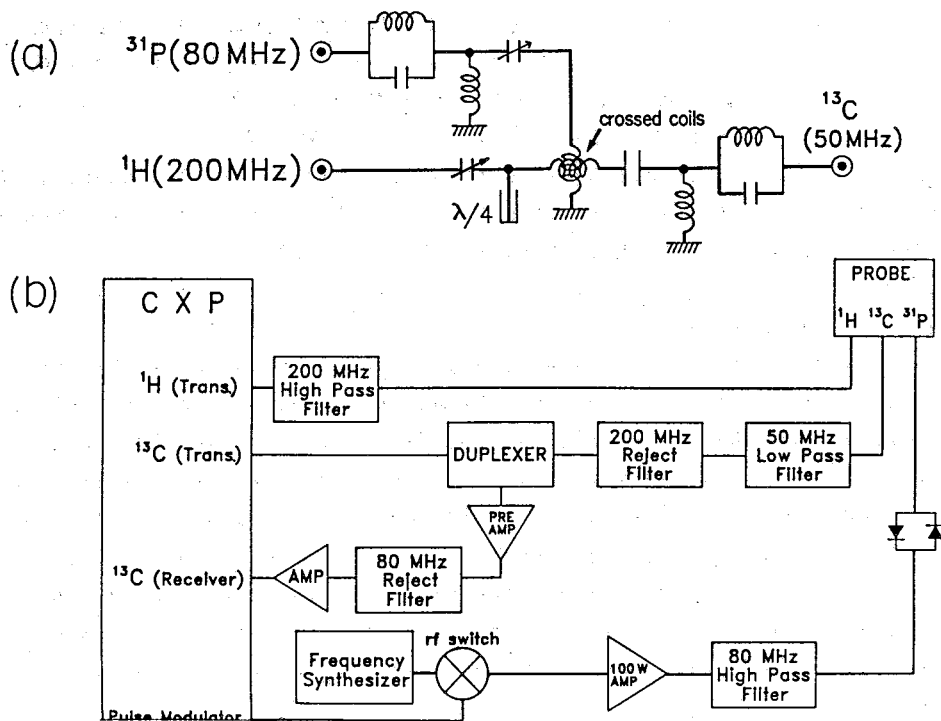 (a)
³¹P(80 MHz)
¹H(200MHz)
λ/4
crossed coils
¹³C
(50MHz)
(b)
C X P
¹H (Trans.)
¹³C (Trans.)
¹³C (Receiver)
Pulse Modulator
200 MHz
High Pass
Filter
DUPLEXER
200 MHz
Reject
Filter
50 MHz
Low Pass
Filter
PROBE
¹H ¹³C ³¹P
PRE
AMP
80 MHz
Reject
Filter
AMP
Frequency
Synthesizer
rf switch
100W
AMP
80 MHz
High Pass
Filter